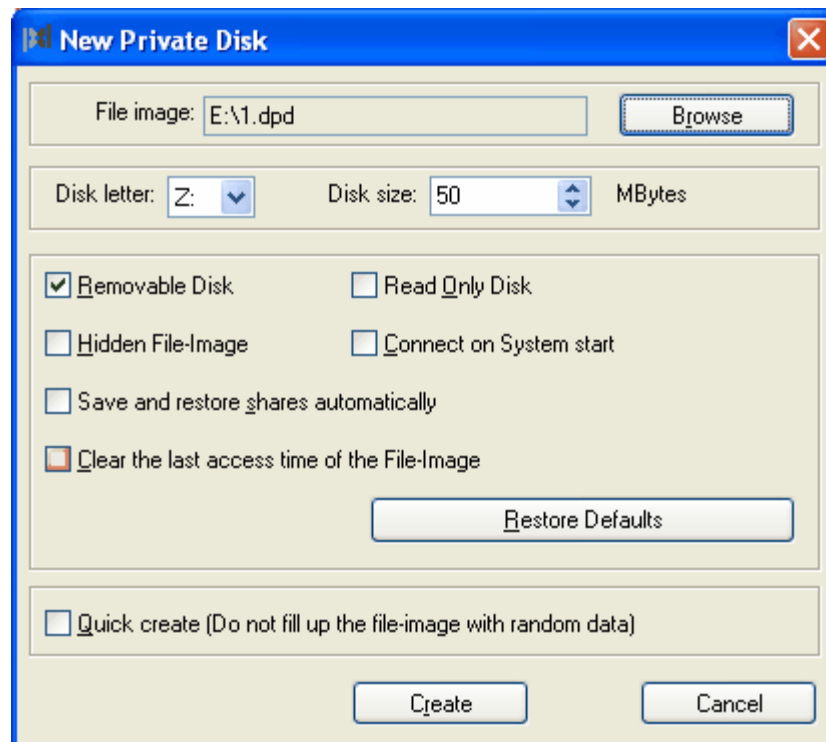 New Private Disk
File image: E:\1.dpd Browse
Disk letter: Z: Disk size: 50 MBytes
Removable Disk Read Only Disk
Hidden File-Image Connect on System start
Save and restore shares automatically
Clear the last access time of the File-Image
Restore Defaults
Quick create (Do not fill up the file-image with random data)
Create Cancel